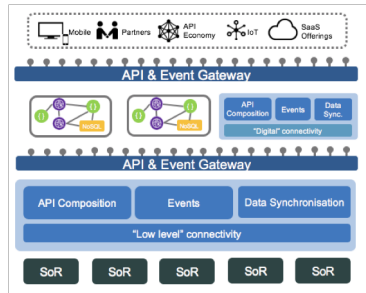 Mobile
Partners
API
Economy
IoT
SaaS
Offerings
API & Event Gateway
NoSQL
NoSQL
API
Composition
Events
Data
Sync.
"Digital" connectivity
API & Event Gateway
API Composition
Events
Data Synchronisation
"Low level" connectivity
SoR
SoR
SoR
SoR
SoR